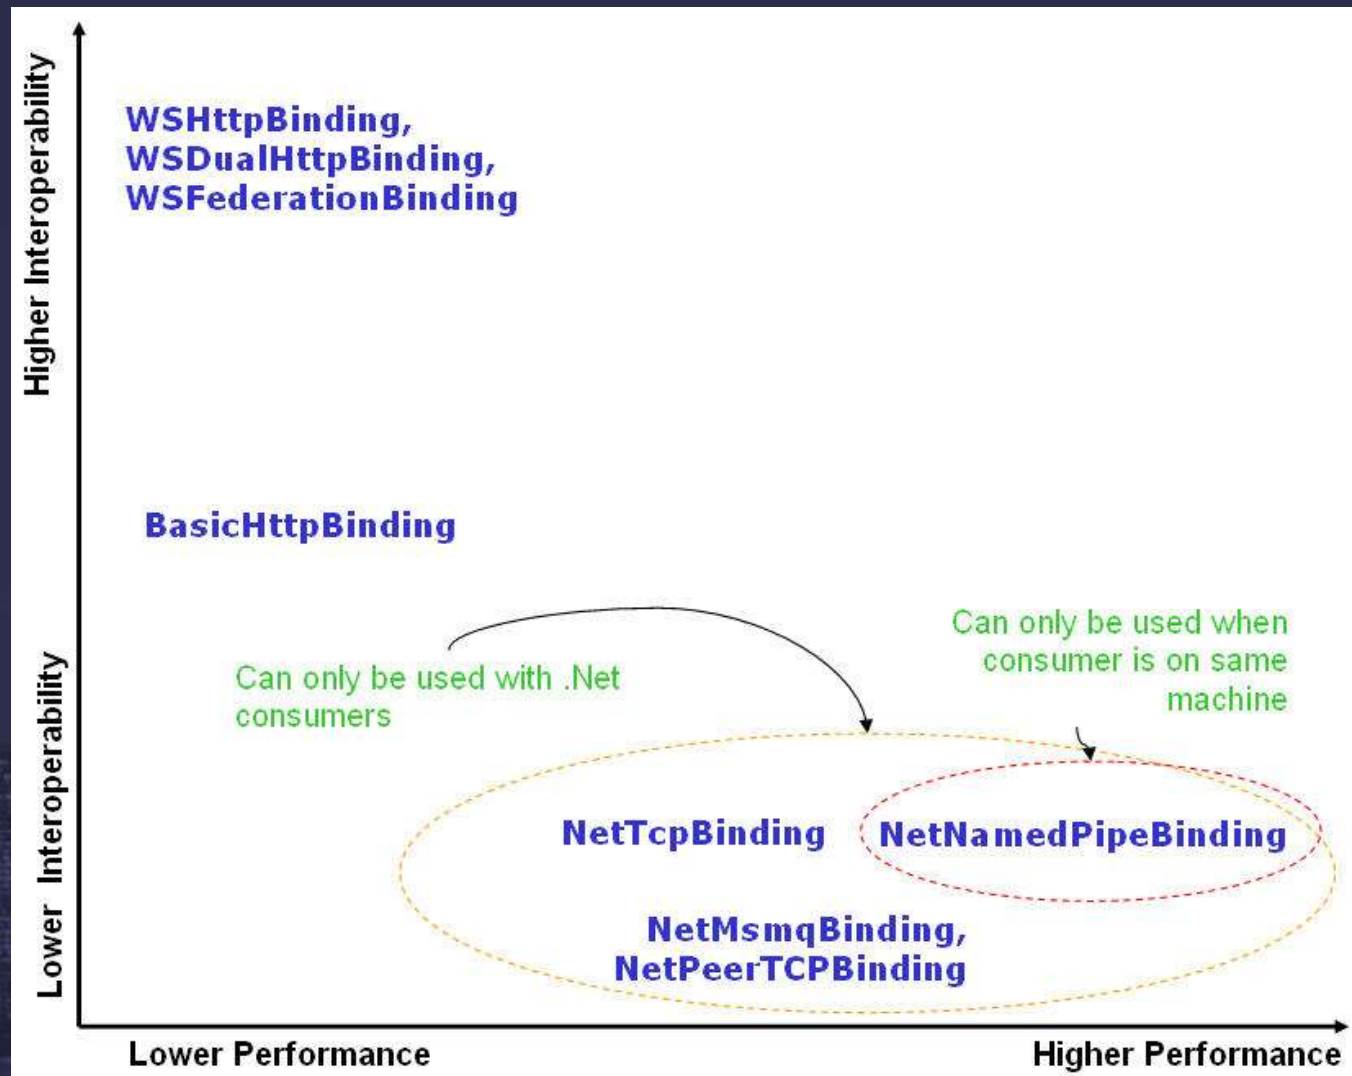 Higher Interoperability
WSHttpBinding,
WSDualHttpBinding,
WSFederationBinding
BasicHttpBinding
Can only be used with .Net
consumers
Can only be used when
consumer is on same
machine
Lower Interoperability
NetTcpBinding
NetNamedPipeBinding
NetMsmqBinding,
NetPeerTCPBinding
Lower Performance
Higher Performance